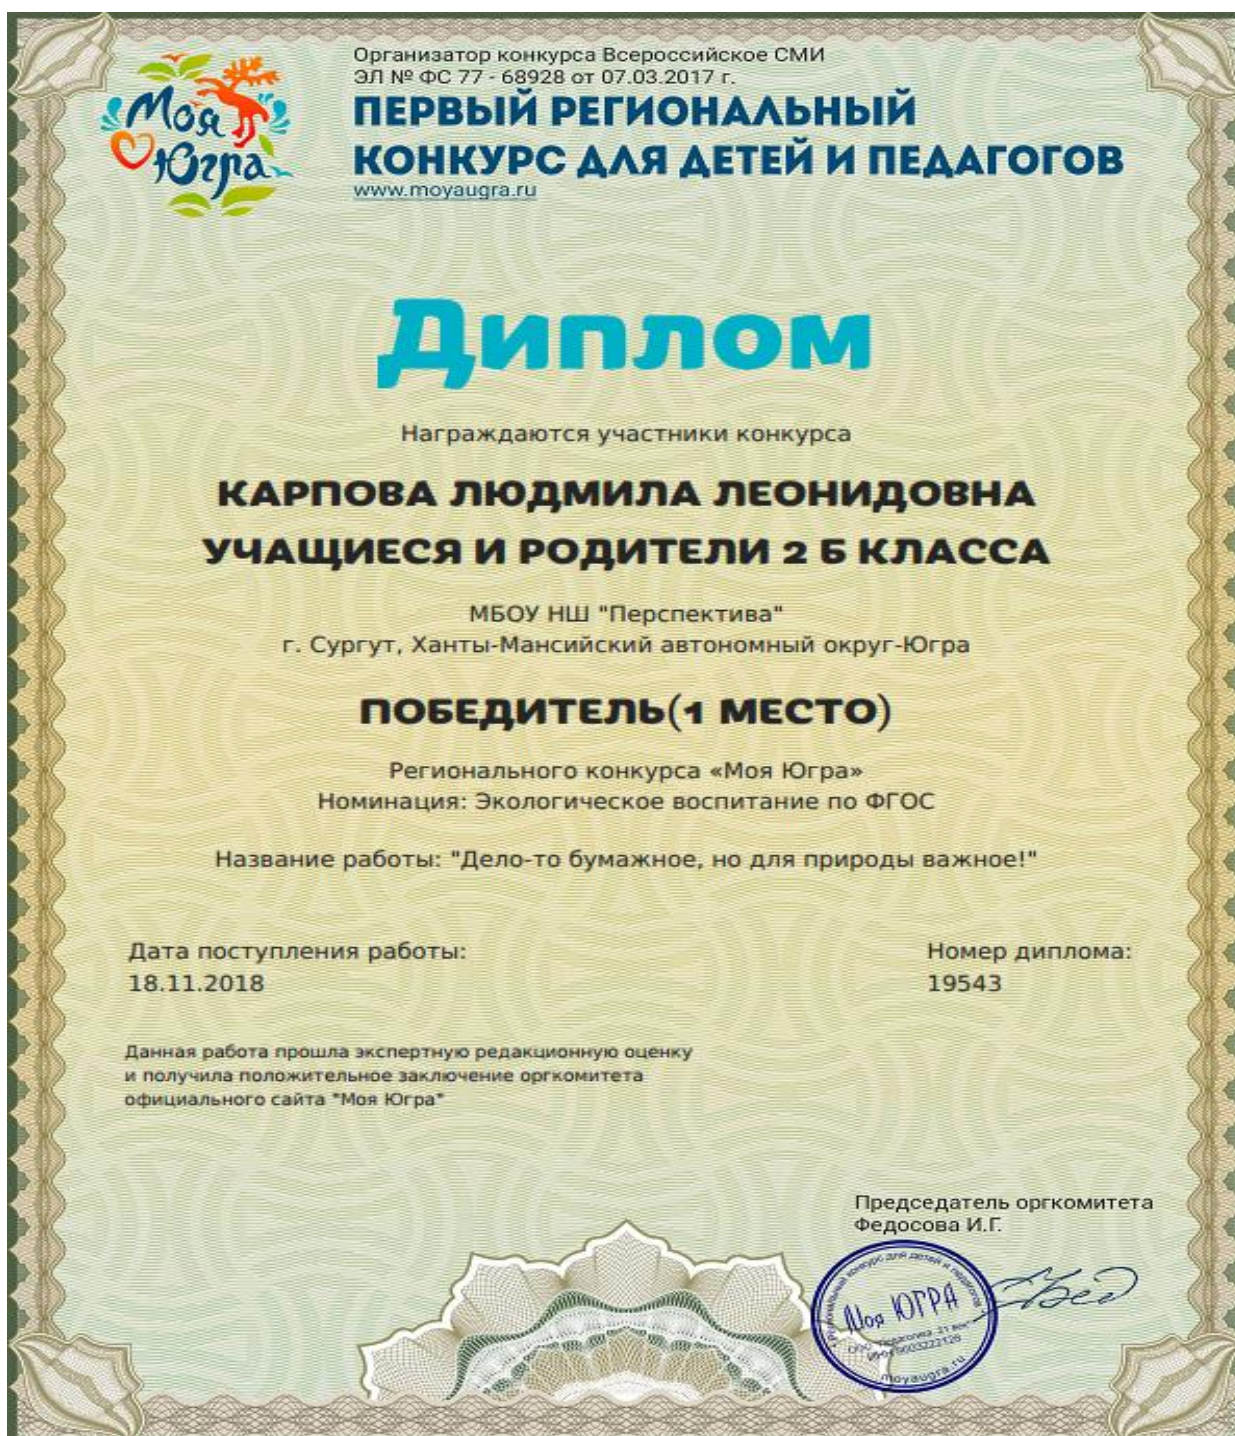 Моя
Югра
Организатор конкурса Всероссийское СМИ
ЭЛ № ФС 77 - 68928 от 07.03.2017 г.
ПЕРВЫЙ РЕГИОНАЛЬНЫЙ
КОНКУРС ДЛЯ ДЕТЕЙ И ПЕДАГОГОВ
www.moyaugra.ru
Диплом
Награждаются участники конкурса
КАРПОВА ЛЮДМИЛА ЛЕОНИДОВНА
УЧАЩИЕСЯ И РОДИТЕЛИ 2 Б КЛАССА
МБОУ НШ "Перспектива"
г. Сургут, Ханты-Мансийский автономный округ-Югра
ПОБЕДИТЕЛЬ(1 МЕСТО)
Регионального конкурса «Моя Югра»
Номинация: Экологическое воспитание по ФГОС
Название работы: "Дело-то бумажное, но для природы важное!"
Дата поступления работы:
18.11.2018
Номер диплома:
19543
Данная работа прошла экспертную редакционную оценку
и получила положительное заключение оргкомитета
официального сайта "Моя Югра"
Председатель оргкомитета
Федосова И.Г.
конкурс для детей и педагогов
Моя ЮГРА
moyaugra.ru